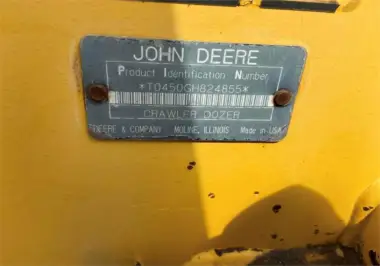 JOHN DEERE
Product Identification Number
*T0450GH824855*
CRAWLER DOZER
DEERE & COMPANY MOLINE, ILLINOIS Made in USA